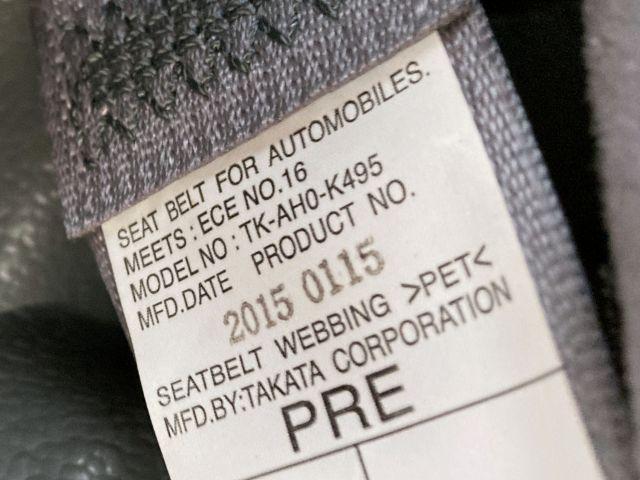 SEAT BELT FOR AUTOMOBILES.
MEETS : ECE NO.16
MODEL NO : TK-AH0-K495
MFD.DATE PRODUCT NO.
2015 0115
SEATBELT WEBBING >PET<
MFD.BY:TAKATA CORPORATION
PRE